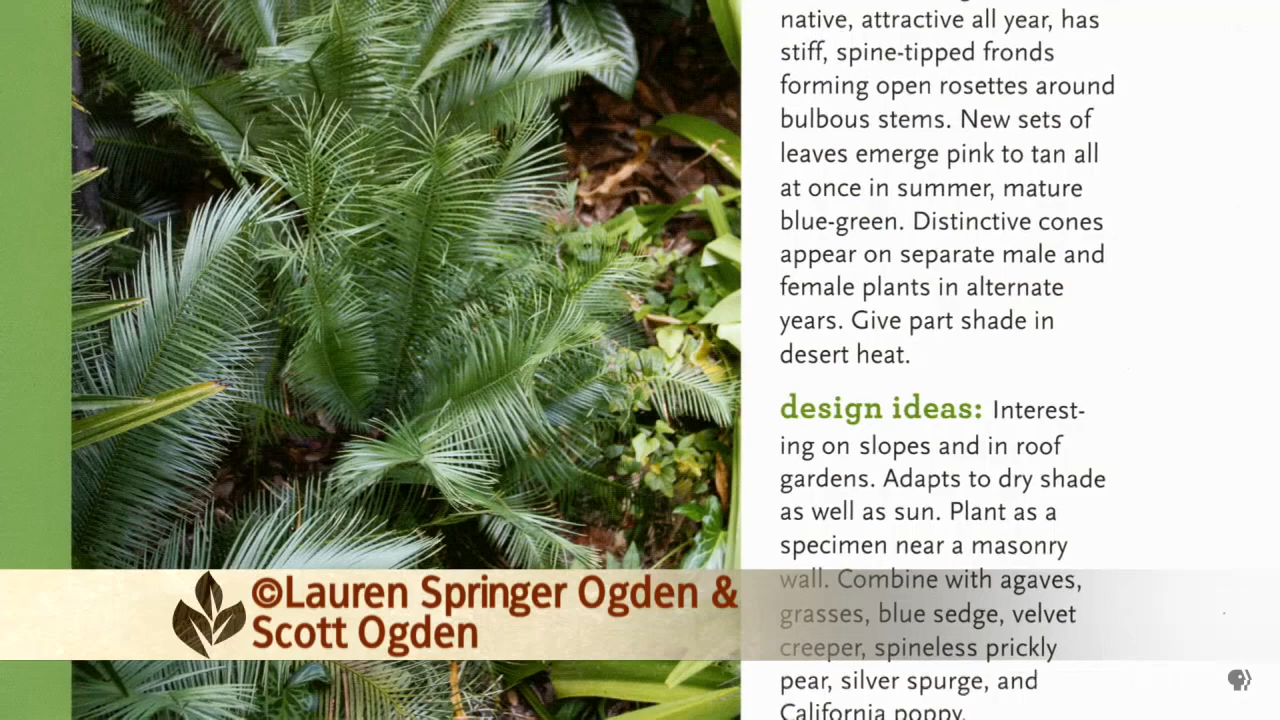 native, attractive all year, has
stiff, spine-tipped fronds
forming open rosettes around
bulbous stems. New sets of
leaves emerge pink to tan all
at once in summer, mature
blue-green. Distinctive cones
appear on separate male and
female plants in alternate
years. Give part shade in
desert heat.
design ideas: Interest-
ing on slopes and in roof
gardens. Adapts to dry shade
as well as sun. Plant as a
specimen near a masonry
wall. Combine with agaves,
grasses, blue sedge, velvet
creeper, spineless prickly
pear, silver spurge, and
California poppy.
©Lauren Springer Ogden &
Scott Ogden